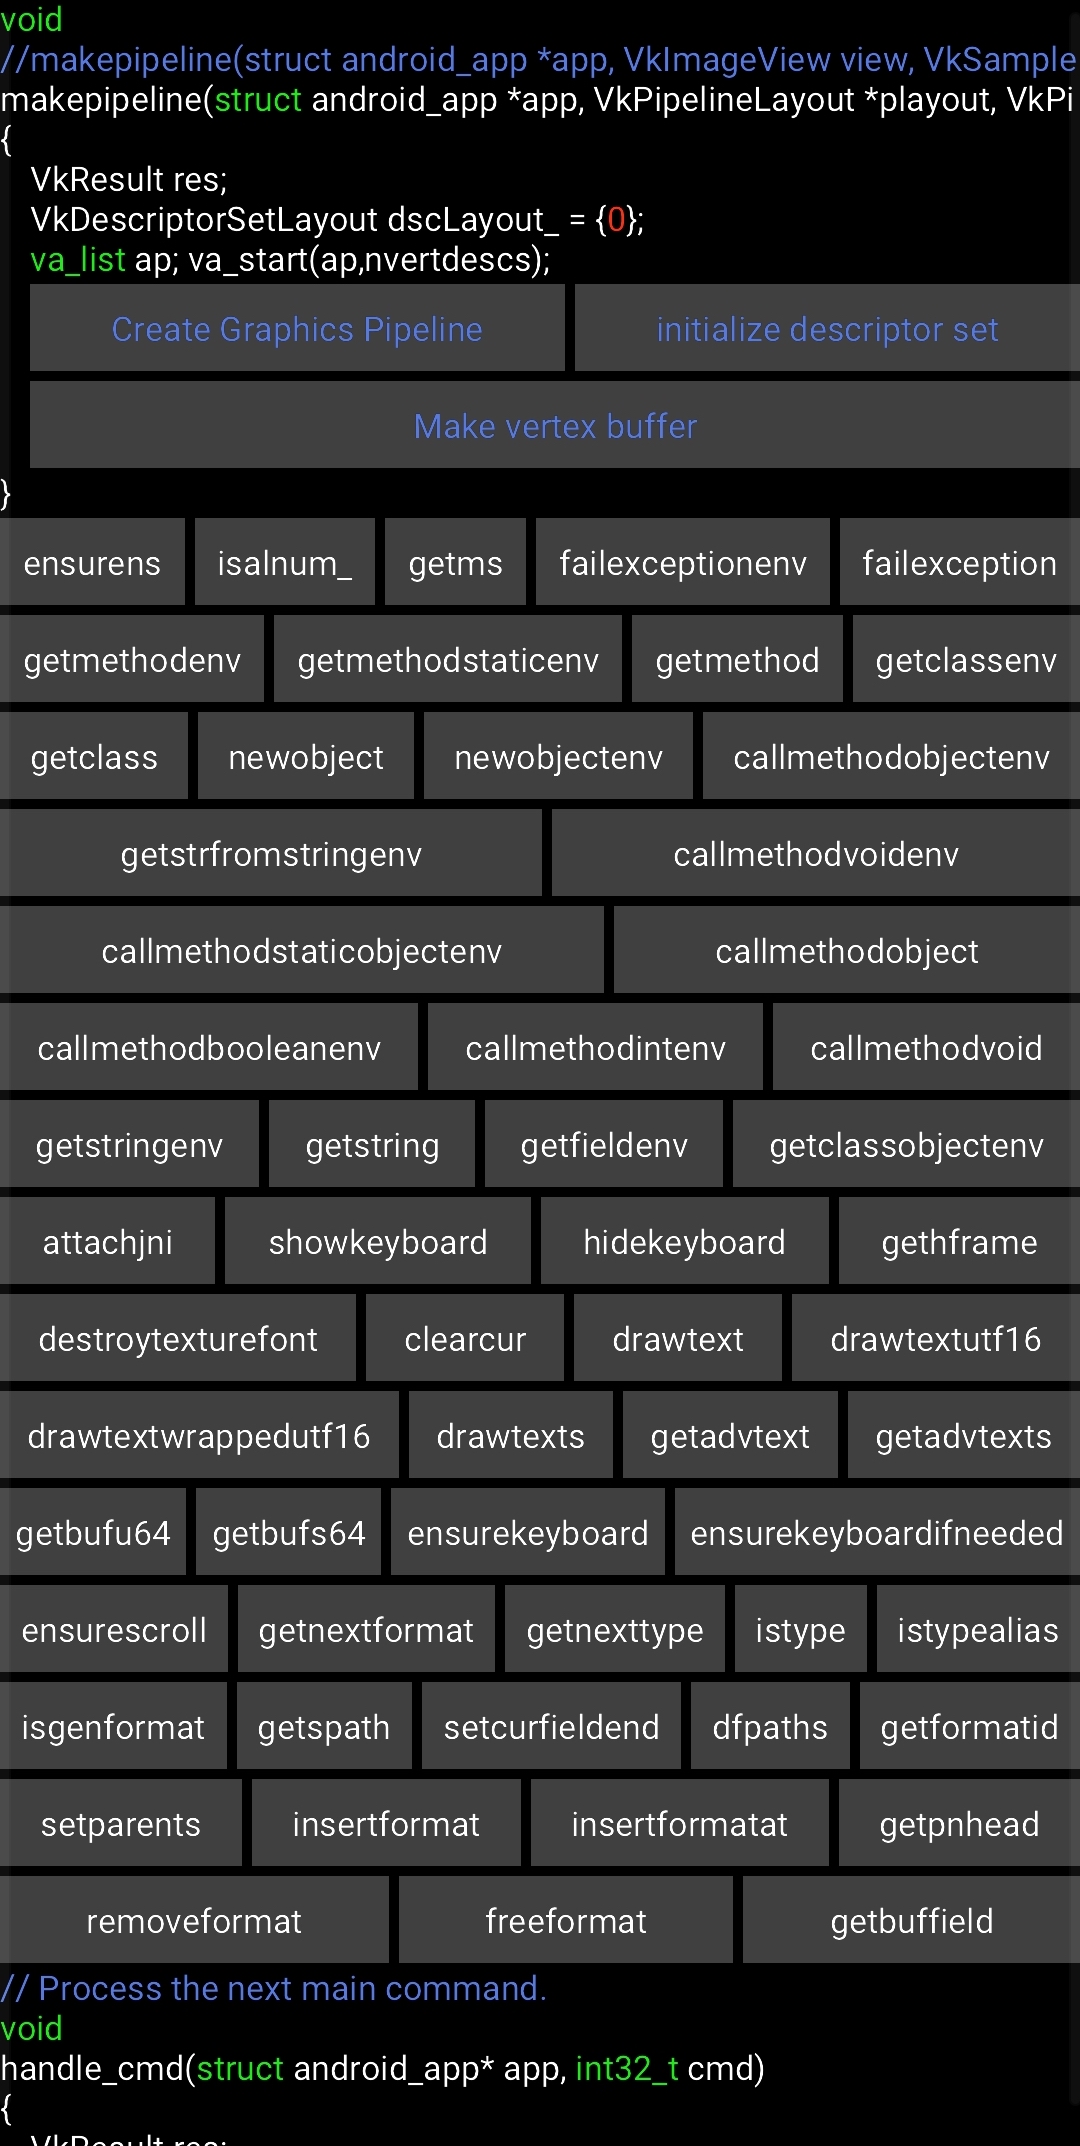 void
//makepipeline(struct android_app *app, VkImageView view, VkSample
makepipeline(struct android_app *app, VkPipelineLayout *playout, VkPi
{
VkResult res;
VkDescriptorSetLayout dscLayout_ = {0};
va_list ap; va_start(ap,nvertdescs);
Create Graphics Pipeline initialize descriptor set
Make vertex buffer
}
ensurens isalnum_ getms failexceptionenv failexception
getmethodenv getmethodstaticenv getmethod getclassenv
getclass newobject newobjectenv callmethodobjectenv
getstrfromstringenv callmethodvoidenv
callmethodstaticobjectenv callmethodobject
callmethodbooleanenv callmethodintenv callmethodvoid
getstringenv getstring getfieldenv getclassobjectenv
attachjni showkeyboard hidekeyboard gethframe
destroytexturefont clearcur drawtext drawtextutf16
drawtextwrappedutf16 drawtexts getadvtext getadvtexts
getbufu64 getbufs64 ensurekeyboard ensurekeyboardifneeded
ensurescroll getnextformat getnexttype istype istypealias
isgenformat getspath setcurfieldend dfpaths getformatid
setparents insertformat insertformatat getpnhead
removeformat freeformat getbuffield
// Process the next main command.
void
handle_cmd(struct android_app* app, int32_t cmd)
{
VkResult res;